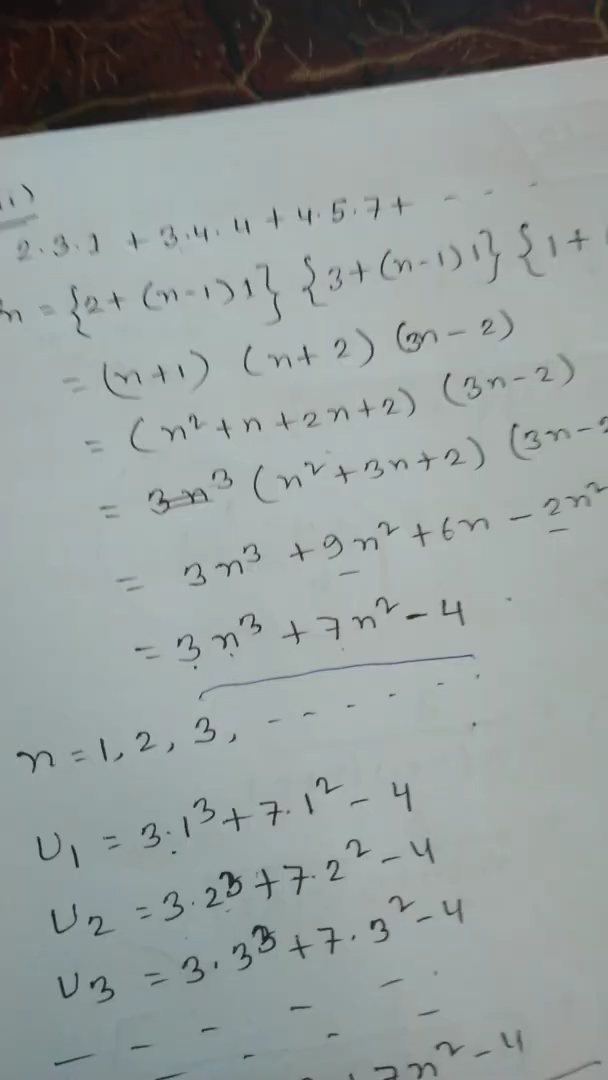 ii)
2.3.1 + 3.4.4 + 4.5.7 + - - -
n = {2+(n-1)1} {3+(n-1)1} {1+
= (n+1) (n+2) (3n-2)
= (n²+n+2n+2) (3n-2)
= 3n³ (n²+3n+2) (3n-2
= 3n³ + 9n² + 6n - 2n²
= 3n³ + 7n² - 4
n = 1, 2, 3, - - - - - -
U₁ = 3.1³ + 7.1² - 4
U₂ = 3.2³ + 7.2² - 4
U₃ = 3.3³ + 7.3² - 4
7n² - 4